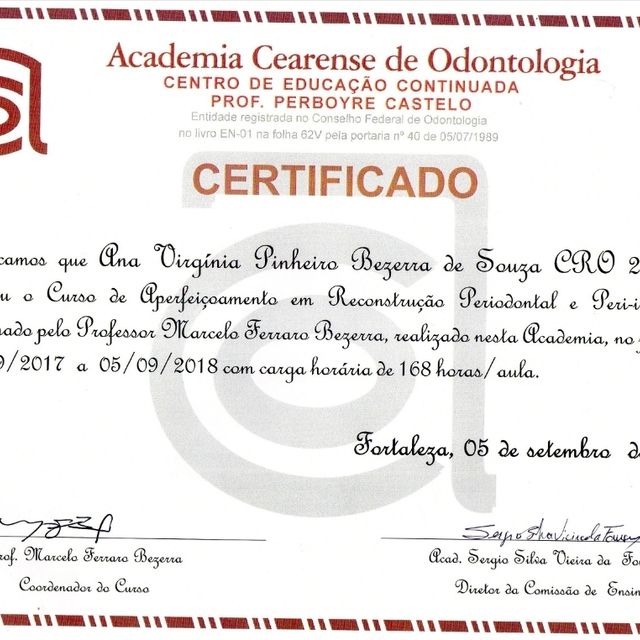 Academia Cearense de Odontologia
CENTRO DE EDUCAÇÃO CONTINUADA
PROF. PERBOYRE CASTELO
Entidade registrada no Conselho Federal de Odontologia
no livro EN-01 na folha 62V pela portaria nº 40 de 05/07/1989
CERTIFICADO
camos que Ana Virgínia Pinheiro Bezerra de Souza CRO 2
u o Curso de Aperfeiçoamento em Reconstrução Periodontal e Peri-i
nado pelo Professor Marcelo Ferraro Bezerra, realizado nesta Academia, no
9/2017 a 05/09/2018 com carga horária de 168 horas/aula.
Fortaleza, 05 de setembro d
rof. Marcelo Ferraro Bezerra
Coordenador do Curso
Acad. Sergio Silva Vieira da Fo
Diretor da Comissão de Ensin